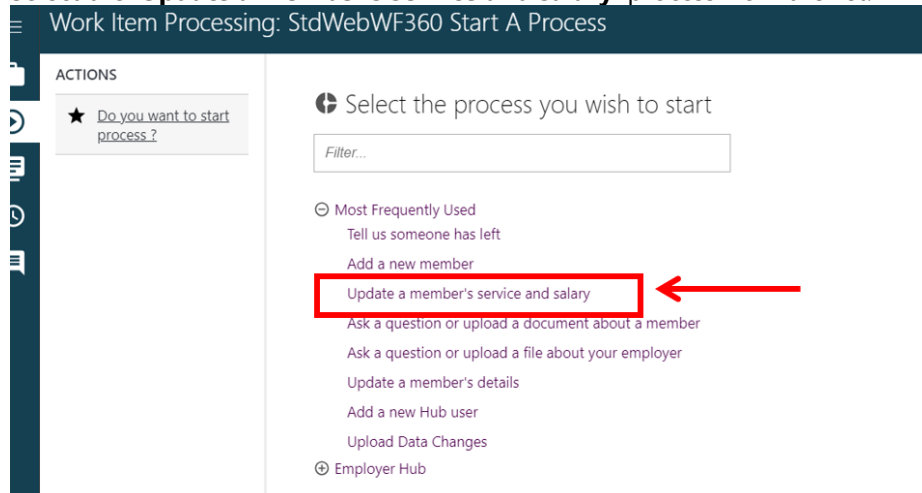 Work Item Processing: StdWebWF360 Start A Process
ACTIONS
Do you want to start
process ?
Select the process you wish to start
Filter...
Most Frequently Used
Tell us someone has left
Add a new member
Update a member's service and salary
Ask a question or upload a document about a member
Ask a question or upload a file about your employer
Update a member's details
Add a new Hub user
Upload Data Changes
Employer Hub